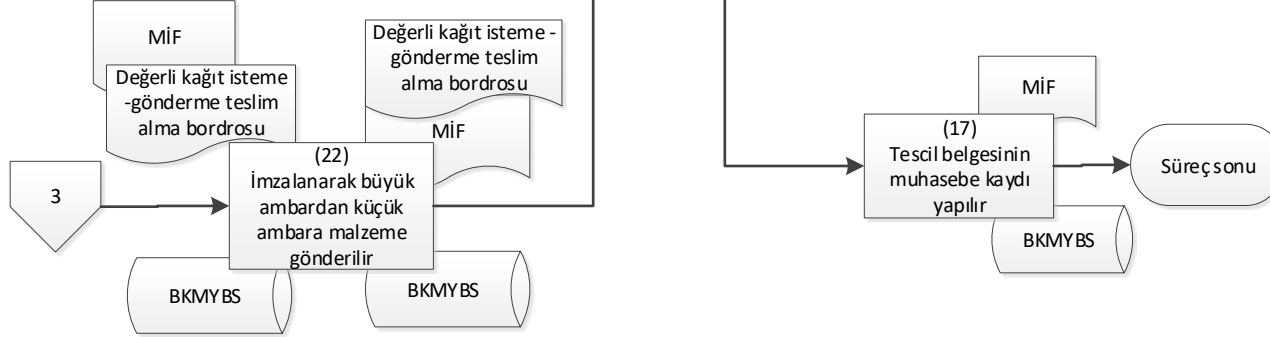 MİF
Değerli kağıt isteme
-gönderme teslim
alma bordrosu
Değerli kağıt isteme -
gönderme teslim
alma bordrosu
MİF
3
(22)
İmzalanarak büyük
ambardan küçük
ambara malzeme
gönderilir
BKMYBS
BKMYBS
MİF
(17)
Tescil belgesinin
muhasebe kaydı
yapılır
BKMYBS
Süreç sonu